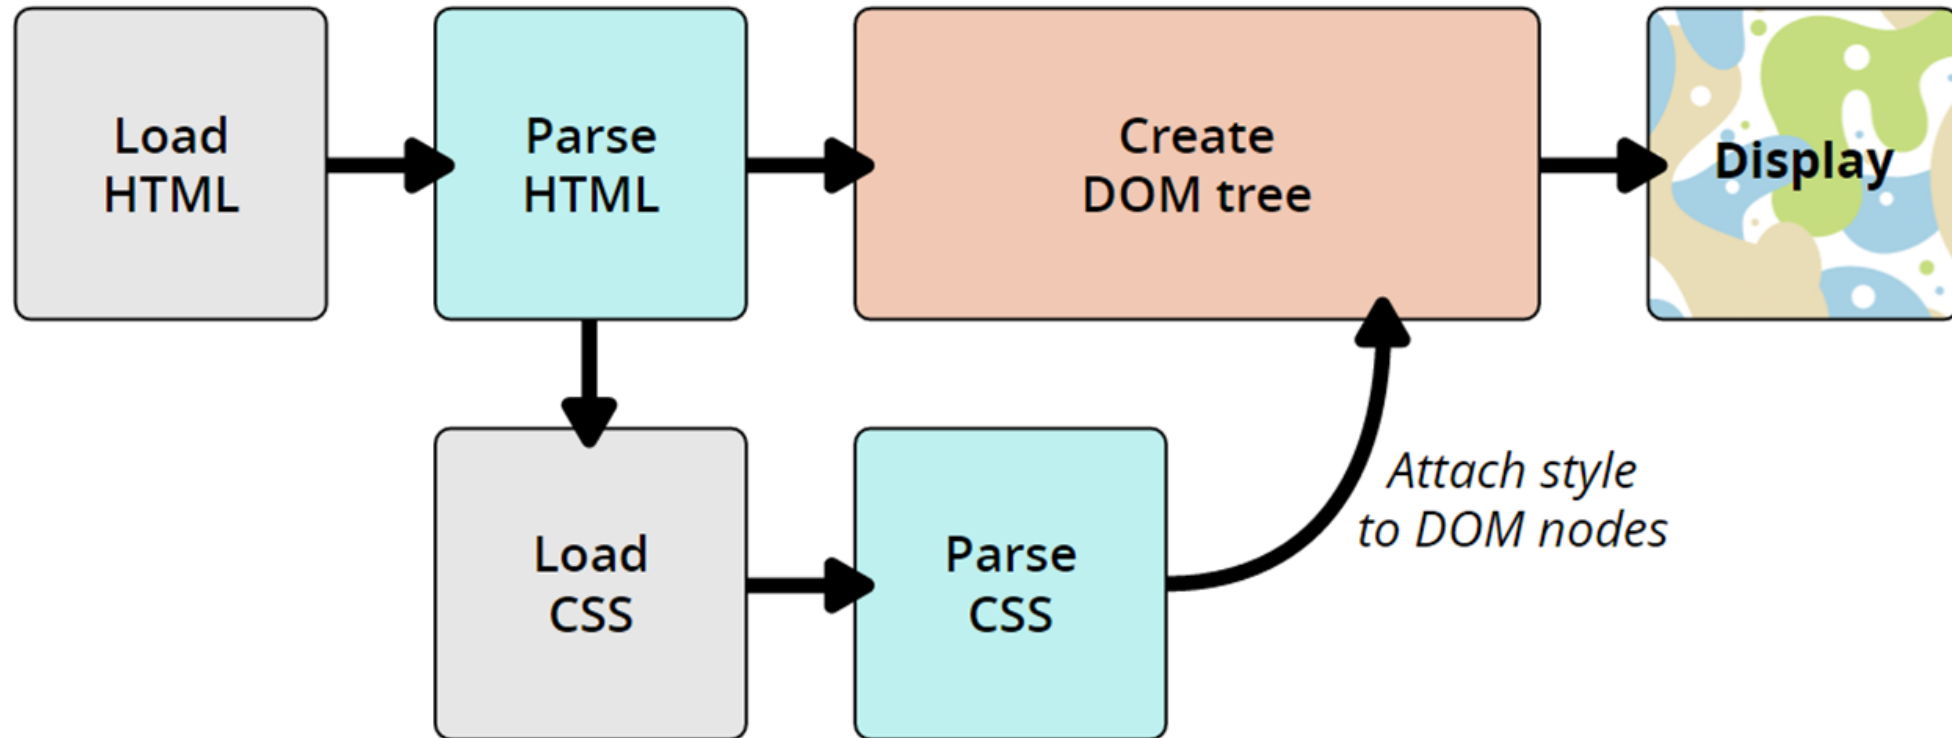 Load
HTML
Parse
HTML
Create
DOM tree
Display
Load
CSS
Parse
CSS
Attach style
to DOM nodes